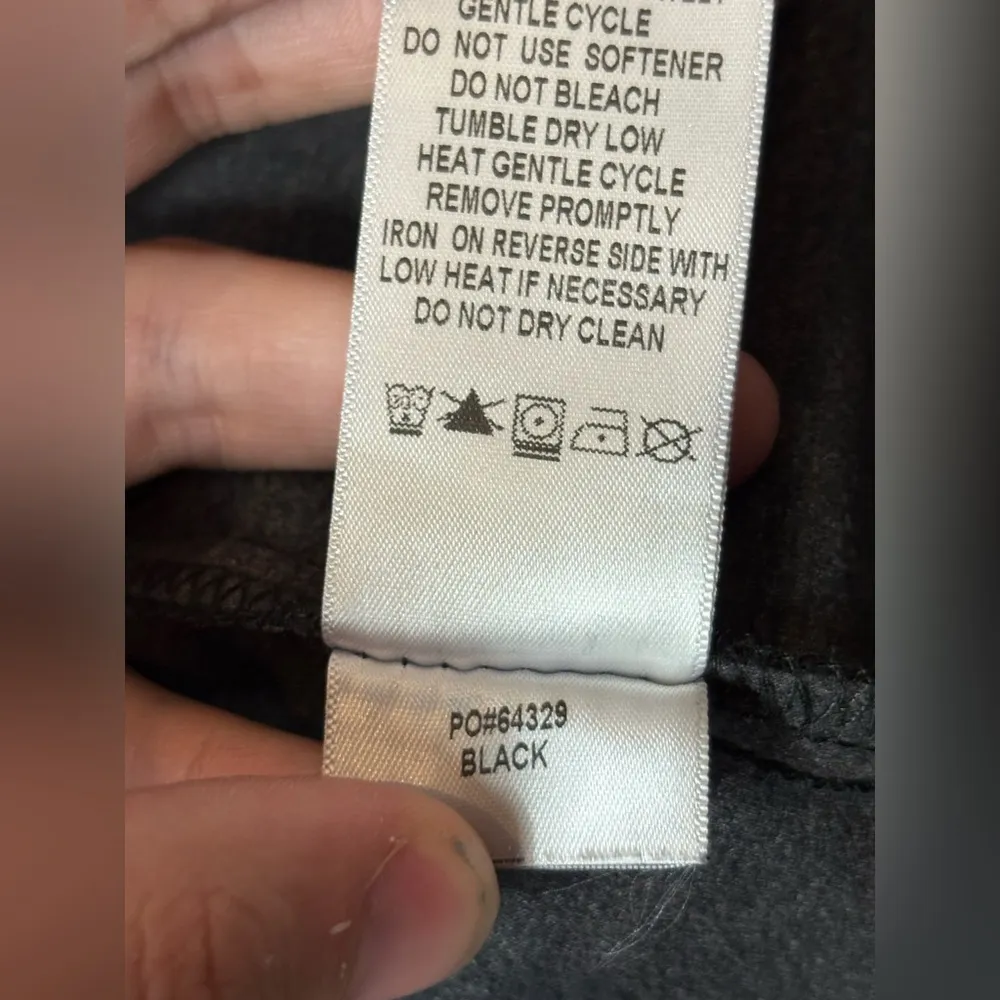 GENTLE CYCLE
DO NOT USE SOFTENER
DO NOT BLEACH
TUMBLE DRY LOW
HEAT GENTLE CYCLE
REMOVE PROMPTLY
IRON ON REVERSE SIDE WITH
LOW HEAT IF NECESSARY
DO NOT DRY CLEAN
PO#64329
BLACK